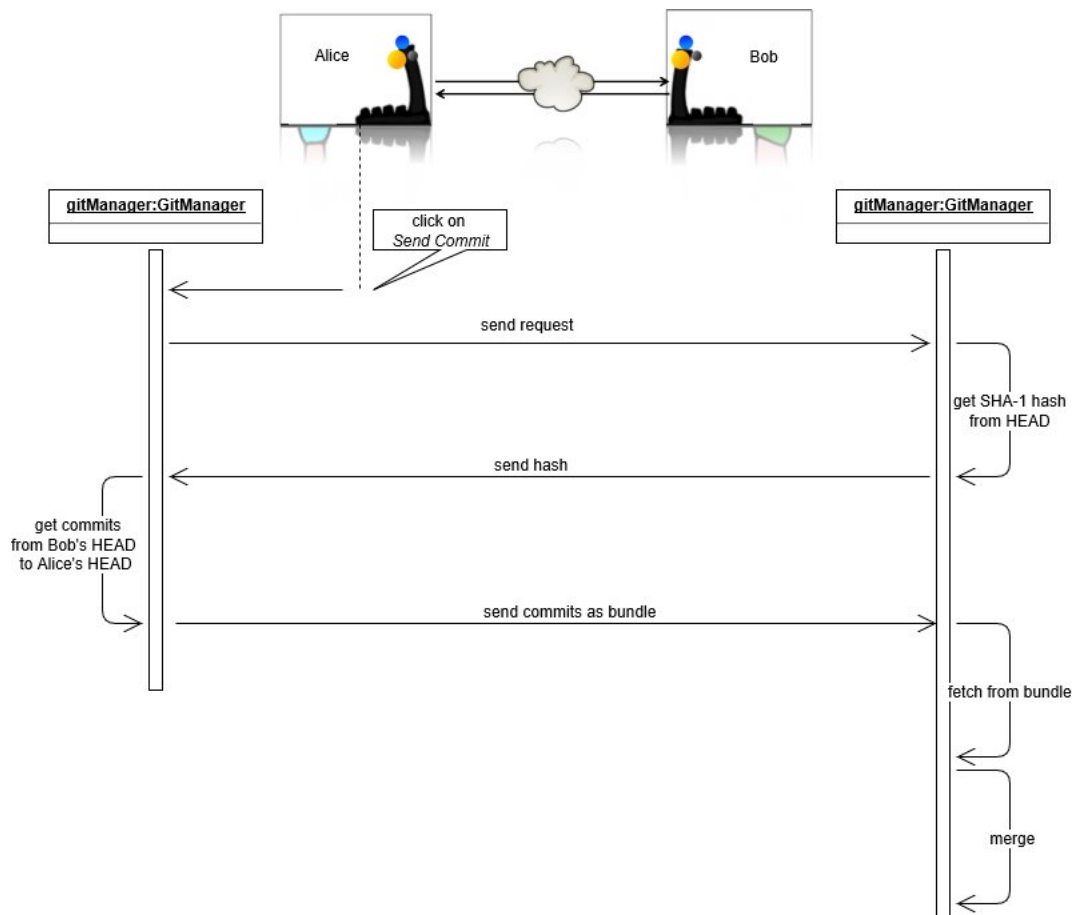 Alice
Bob
gitManager:GitManager
gitManager:GitManager
click on
Send Commit
send request
get SHA-1 hash
from HEAD
send hash
get commits
from Bob's HEAD
to Alice's HEAD
send commits as bundle
fetch from bundle
merge